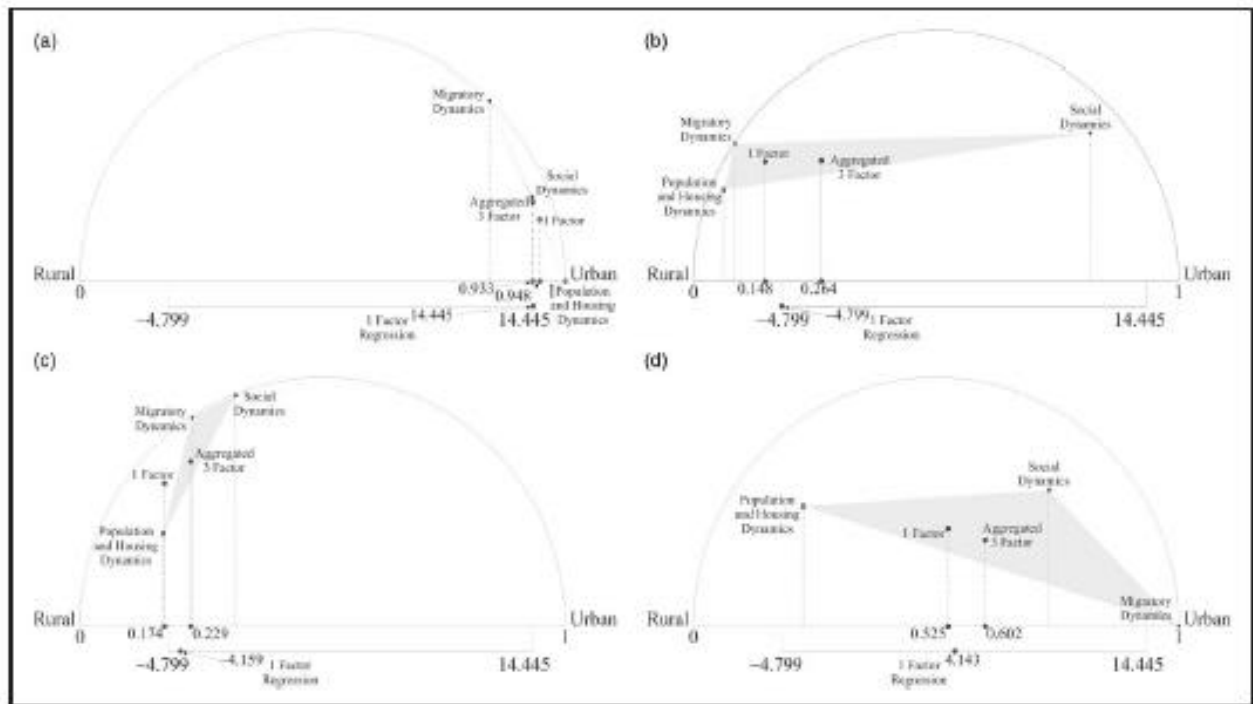 (a)
Migratory
Dynamics
Social
Dynamics
Aggregated
3 Factor
1 Factor
Rural
Urban
0
0.933
0.948
1
Population
and Housing
Dynamics
−4.799
14.445
14.445
1 Factor
Regression
(b)
Social
Dynamics
Migratory
Dynamics
1 Factor
Aggregated
3 Factor
Population
and Housing
Dynamics
Rural
Urban
0
0.148
0.264
1
−4.799
−4.799
14.445
1 Factor
Regression
(c)
Social
Dynamics
Migratory
Dynamics
Aggregated
3 Factor
1 Factor
Population
and Housing
Dynamics
Rural
Urban
0
0.174
0.229
1
−4.799
−4.159
14.445
1 Factor
Regression
(d)
Social
Dynamics
Population
and Housing
Dynamics
1 Factor
Aggregated
3 Factor
Migratory
Dynamics
Rural
Urban
0
0.525
0.602
1
−4.799
4.143
14.445
1 Factor
Regression